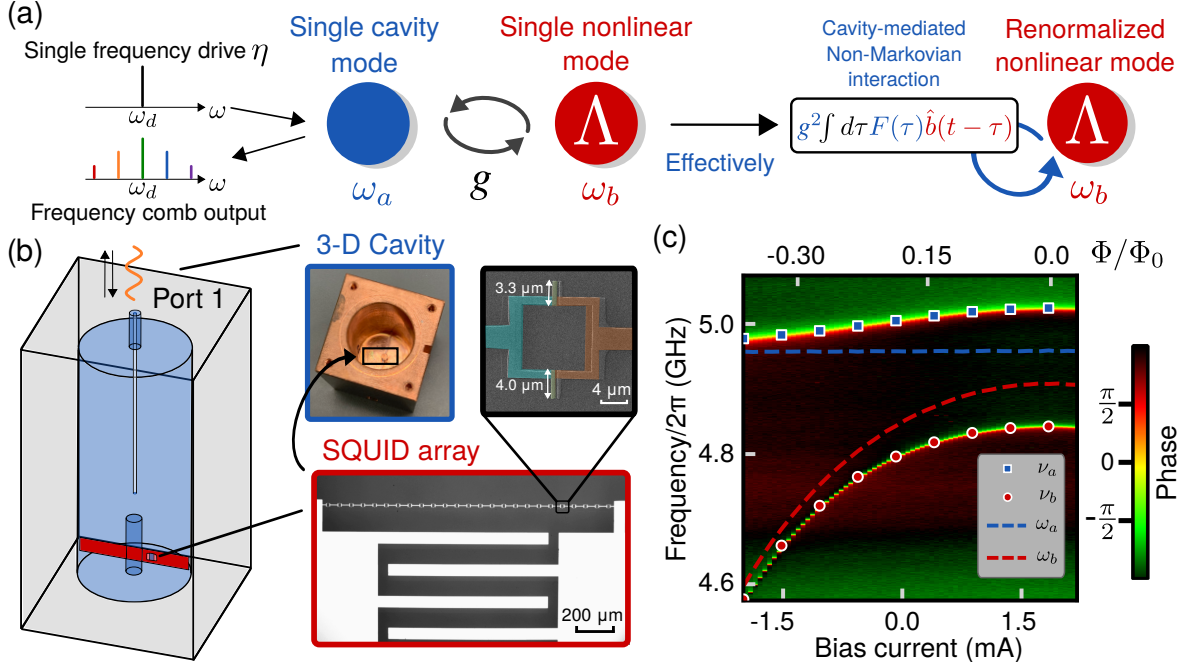 (a)
Single frequency drive η
ω
ω_d
ω
ω_d
Frequency comb output
Single cavity
mode
ω_a
g
Single nonlinear
mode
Λ
ω_b
Effectively
Cavity-mediated
Non-Markovian
interaction
g²∫ dτF(τ)b̂(t − τ)
Renormalized
nonlinear mode
Λ
ω_b
(b)
Port 1
3-D Cavity
3.3 μm
4.0 μm
4 μm
SQUID array
200 μm
(c)
-0.30 0.15 0.0 Φ/Φ₀
Frequency/2π (GHz)
5.0
4.8
4.6
ν_a
ν_b
ω_a
ω_b
-1.5 0.0 1.5
Bias current (mA)
π/2
0
-π/2
Phase